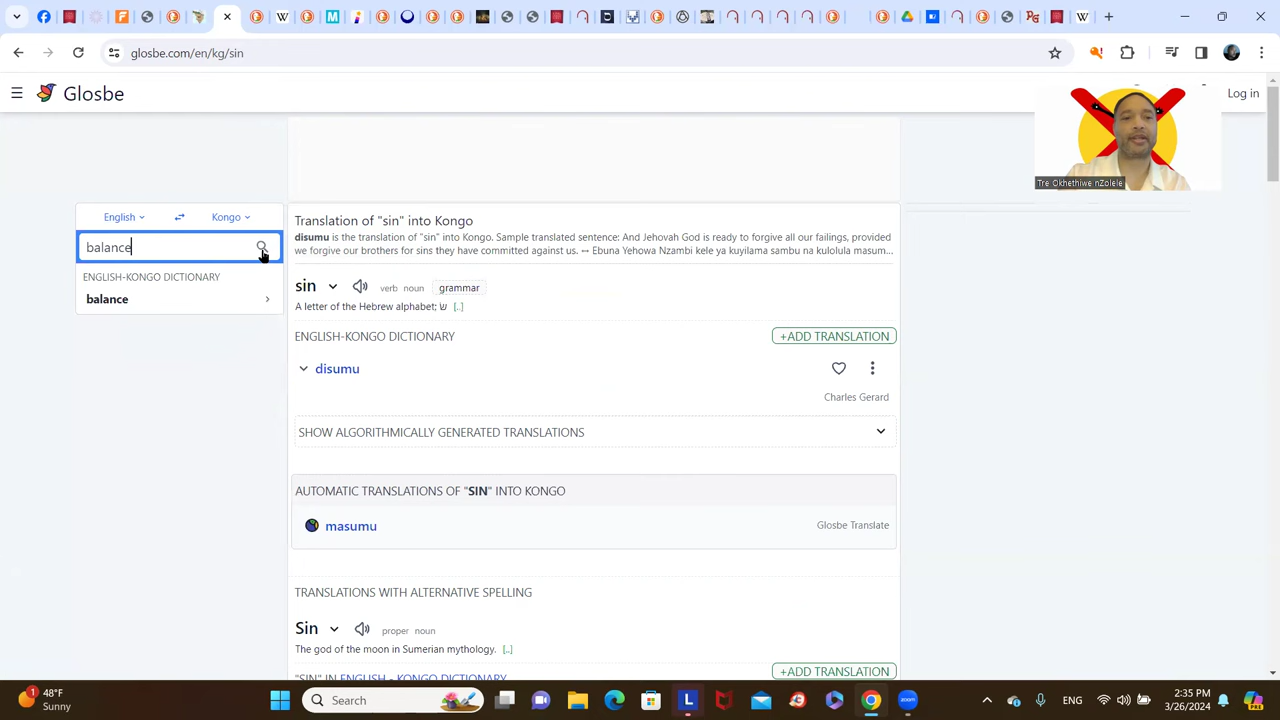 glosbe.com/en/kg/sin
Glosbe
Log in
Tre Okhethiwe nZolele
English
Kongo
balance
ENGLISH-KONGO DICTIONARY
balance
Translation of "sin" into Kongo
disumu is the translation of "sin" into Kongo. Sample translated sentence: And Jehovah God is ready to forgive all our failings, provided
we forgive our brothers for sins they have committed against us. ↔ Ebuna Yehowa Nzambi kele ya kuyilama sambu na kulolula masum...
sin verb noun grammar
A letter of the Hebrew alphabet; ש [..]
ENGLISH-KONGO DICTIONARY
+ADD TRANSLATION
disumu
Charles Gerard
SHOW ALGORITHMICALLY GENERATED TRANSLATIONS
AUTOMATIC TRANSLATIONS OF "SIN" INTO KONGO
masumu
Glosbe Translate
TRANSLATIONS WITH ALTERNATIVE SPELLING
Sin proper noun
The god of the moon in Sumerian mythology. [..]
+ADD TRANSLATION
"SIN" IN ENGLISH - KONGO DICTIONARY
1
48°F
Sunny
Search
ENG
2:35 PM
3/26/2024